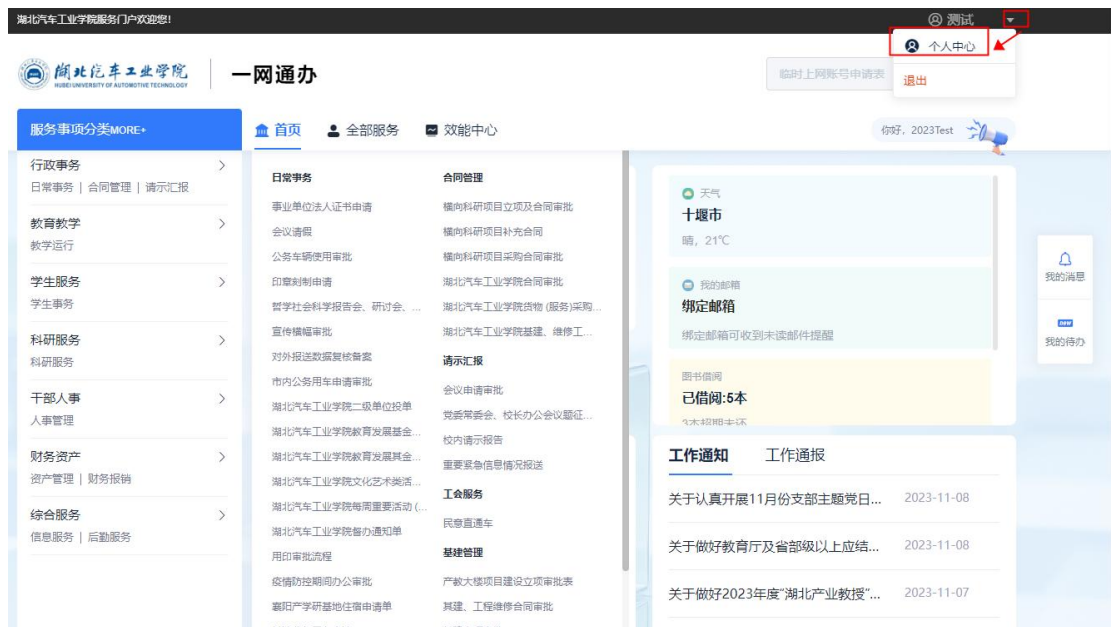 湖北汽车工业学院服务门户欢迎您!
测试
个人中心
退出
湖北汽车工业学院
HUBEI UNIVERSITY OF AUTOMOTIVE TECHNOLOGY
一网通办
临时上网账号申请表
服务事项分类MORE+
首页
全部服务
效能中心
你好, 2023Test
行政事务
日常事务 | 合同管理 | 请示汇报
教育教学
教学运行
学生服务
学生事务
科研服务
科研服务
干部人事
人事管理
财务资产
资产管理 | 财务报销
综合服务
信息服务 | 后勤服务
日常事务
事业单位法人证书申请
会议请假
公务车辆使用审批
印章刻制申请
哲学社会科学报告会、研讨会、...
宣传横幅审批
对外报送数据复核备案
市内公务用车申请审批
湖北汽车工业学院二级单位投单
湖北汽车工业学院教育发展基金...
湖北汽车工业学院教育发展其金...
湖北汽车工业学院文化艺术类活...
湖北汽车工业学院每周重要活动 (...
湖北汽车工业学院督办通知单
用印审批流程
疫情防控期间办公审批
襄阳产学研基地住宿申请单
合同管理
横向科研项目立项及合同审批
横向科研项目补充合同
横向科研项目采购合同审批
湖北汽车工业学院合同审批
湖北汽车工业学院货物 (服务)采购...
湖北汽车工业学院基建、维修工...
请示汇报
会议申请审批
党委常委会、校长办公会议题征...
校内请示报告
重要紧急信息情况报送
工会服务
民意直通车
基建管理
产教大楼项目建设立项审批表
其建、工程维修合同审批
天气
十堰市
晴, 21℃
我的邮箱
绑定邮箱
绑定邮箱可收到未读邮件提醒
图书借阅
已借阅:5本
3本超期未还
我的消息
new
我的待办
工作通知
工作通报
关于认真开展11月份支部主题党日... 2023-11-08
关于做好教育厅及省部级以上应结... 2023-11-08
关于做好2023年度“湖北产业教授”... 2023-11-07